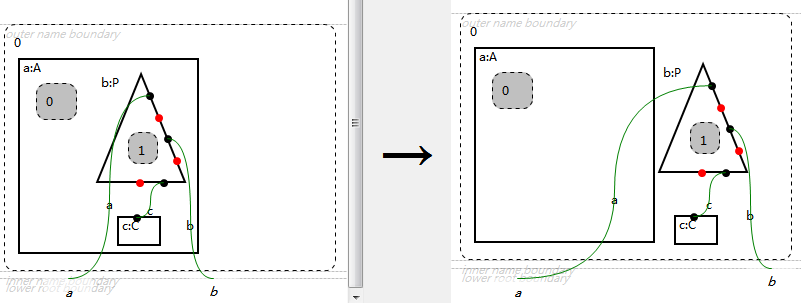 outer name boundary
0
a:A
b:P
0
1
a
c
c:C
b
inner name boundary
lower root boundary
a
b
outer name boundary
0
a:A
b:P
0
1
a
c
c:C
b
inner name boundary
lower root boundary
a
b